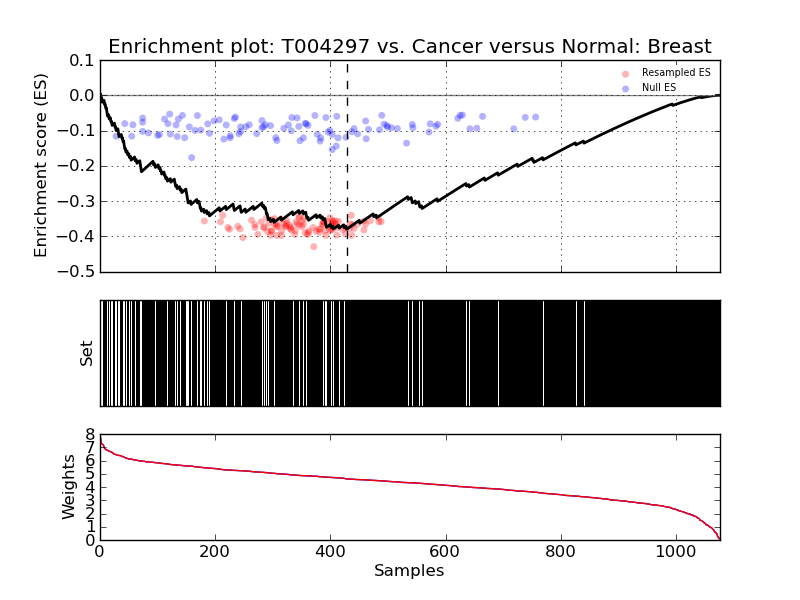 Enrichment plot: T004297 vs. Cancer versus Normal: Breast
Enrichment score (ES)
0.1
0.0
−0.1
−0.2
−0.3
−0.4
−0.5
Resampled ES
Null ES
Set
Weights
8
7
6
5
4
3
2
1
0
0 200 400 600 800 1000
Samples